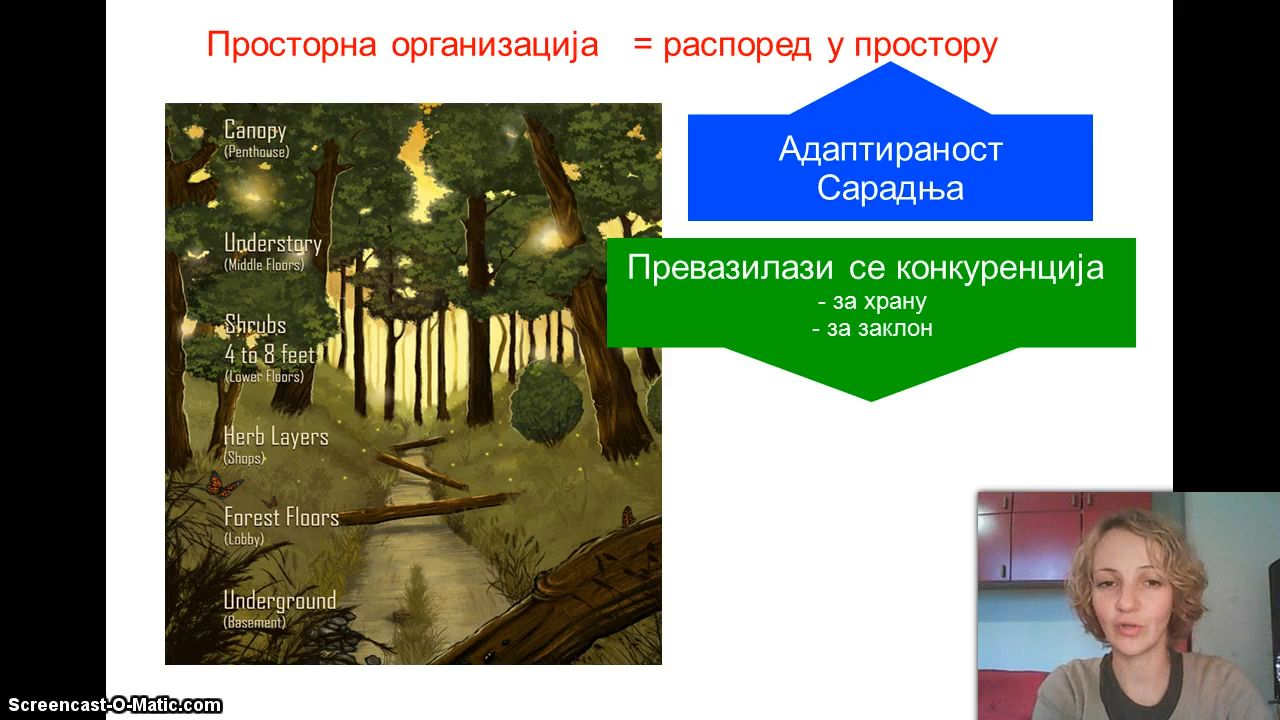 Просторна организација = распоред у простору
Canopy
(Penthouse)
Understory
(Middle Floors)
Shrubs
4 to 8 feet
(Lower Floors)
Herb Layers
(Shops)
Forest Floors
(Lobby)
Underground
(Basement)
Адаптираност
Сарадња
Превазилази се конкуренција
- за храну
- за заклон
Screencast-O-Matic.com